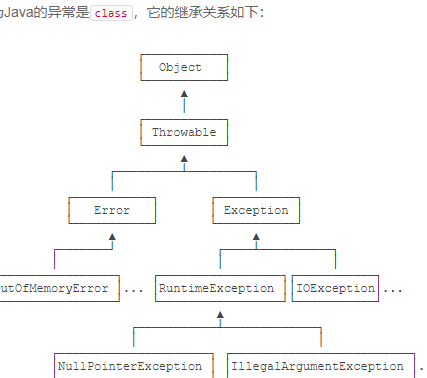 Java的异常是class，它的继承关系如下：
Object
Throwable
Error Exception
OutOfMemoryError ... RuntimeException IOException ...
NullPointerException IllegalArgumentException .